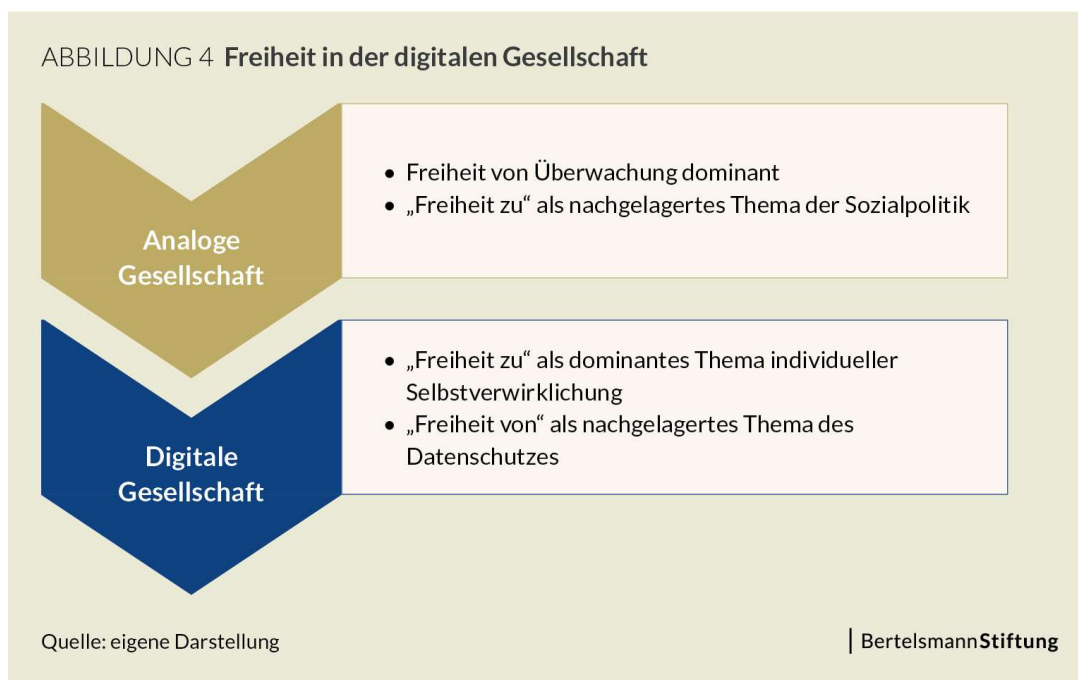 ABBILDUNG 4 Freiheit in der digitalen Gesellschaft
Analoge
Gesellschaft
• Freiheit von Überwachung dominant
• „Freiheit zu“ als nachgelagertes Thema der Sozialpolitik
Digitale
Gesellschaft
• „Freiheit zu“ als dominantes Thema individueller
Selbstverwirklichung
• „Freiheit von“ als nachgelagertes Thema des
Datenschutzes
Quelle: eigene Darstellung
| BertelsmannStiftung